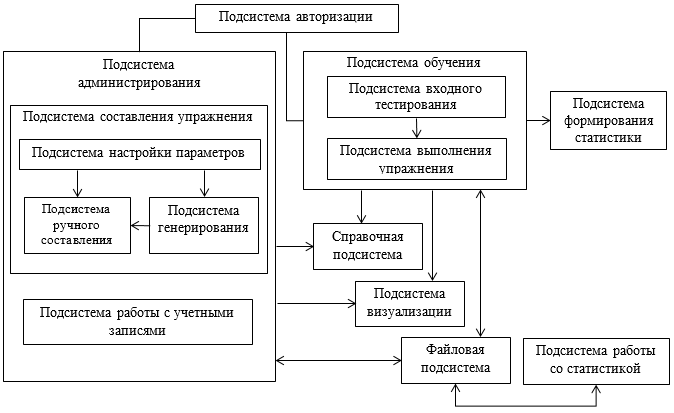 Подсистема авторизации
Подсистема
администрирования
Подсистема составления упражнения
Подсистема настройки параметров
Подсистема
ручного
составления
Подсистема
генерирования
Подсистема работы с учетными
записями
Подсистема обучения
Подсистема входного
тестирования
Подсистема выполнения
упражнения
Подсистема
формирования
статистики
Справочная
подсистема
Подсистема
визуализации
Файловая
подсистема
Подсистема работы
со статистикой